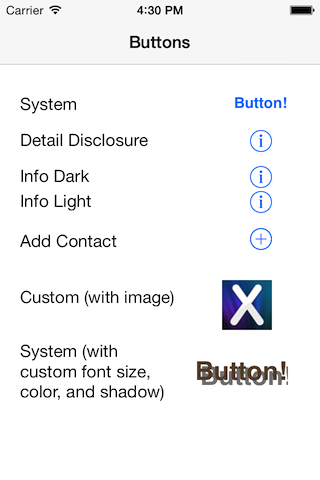 Carrier 4:30 PM
Buttons
System Button!
Detail Disclosure i
Info Dark i
Info Light i
Add Contact +
Custom (with image) X
System (with
custom font size, Button!
color, and shadow)